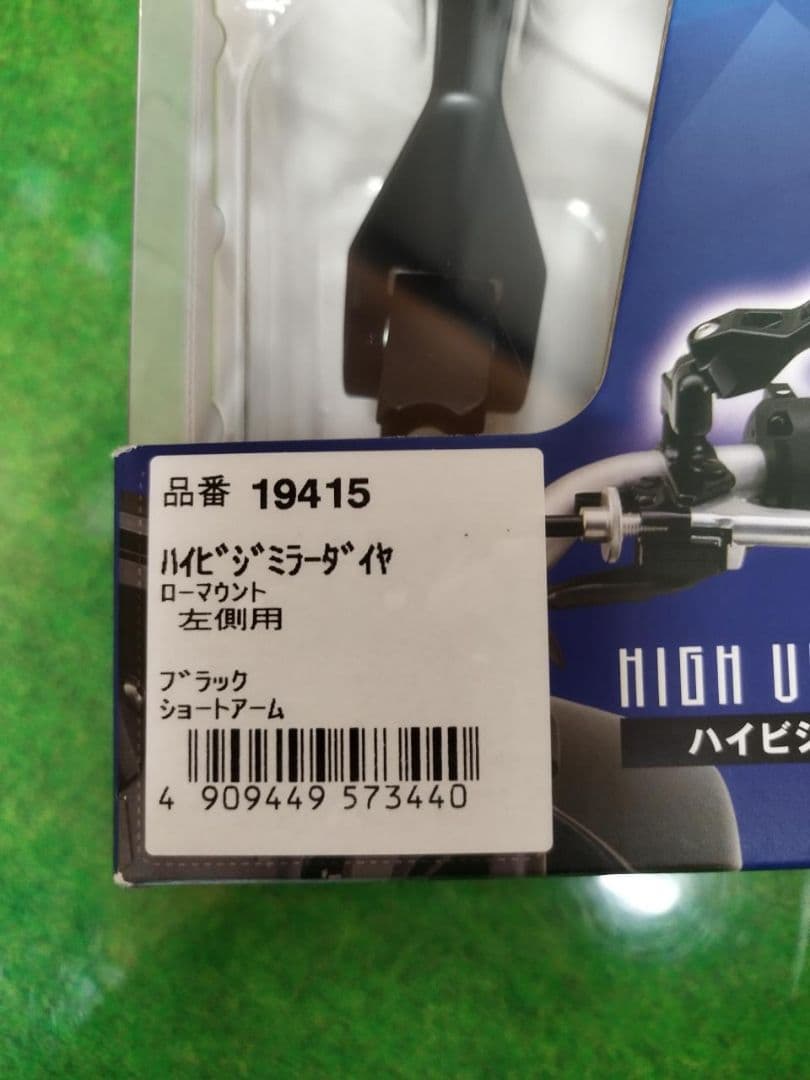 品番 19415
ﾊｲﾋﾞｼﾞﾐﾗｰﾀﾞｲﾔ
ﾛｰﾏｳﾝﾄ
左側用
ﾌﾞﾗｯｸ
ｼｮｰﾄｱｰﾑ
4 909449 573440
HIGH
ハイビジ